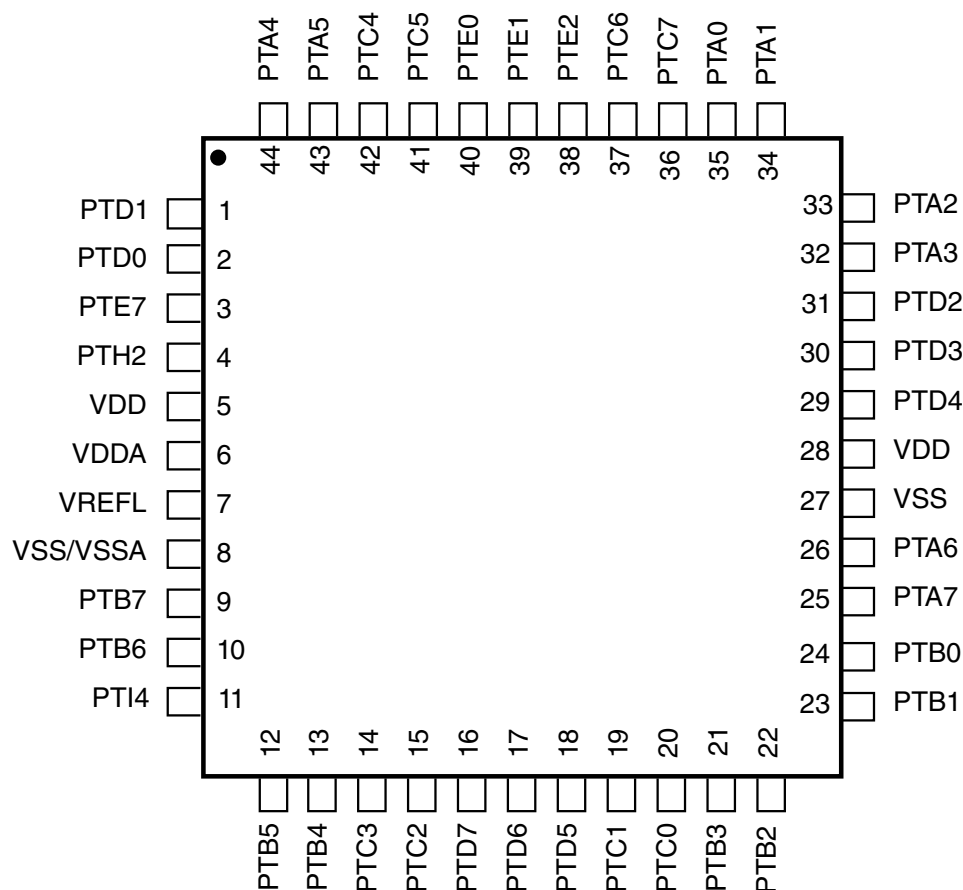 PTA4 PTA5 PTC4 PTC5 PTE0 PTE1 PTE2 PTC6 PTC7 PTA0 PTA1
44 43 42 41 40 39 38 37 36 35 34
PTD1 1 33 PTA2
PTD0 2 32 PTA3
PTE7 3 31 PTD2
PTH2 4 30 PTD3
VDD 5 29 PTD4
VDDA 6 28 VDD
VREFL 7 27 VSS
VSS/VSSA 8 26 PTA6
PTB7 9 25 PTA7
PTB6 10 24 PTB0
PTI4 11 23 PTB1
12 13 14 15 16 17 18 19 20 21 22
PTB5 PTB4 PTC3 PTC2 PTD7 PTD6 PTD5 PTC1 PTC0 PTB3 PTB2